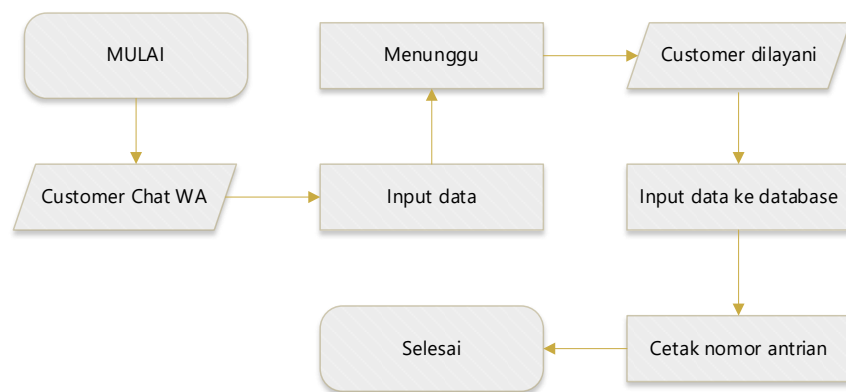 MULAI
Customer Chat WA
Input data
Menunggu
Customer dilayani
Input data ke database
Cetak nomor antrian
Selesai